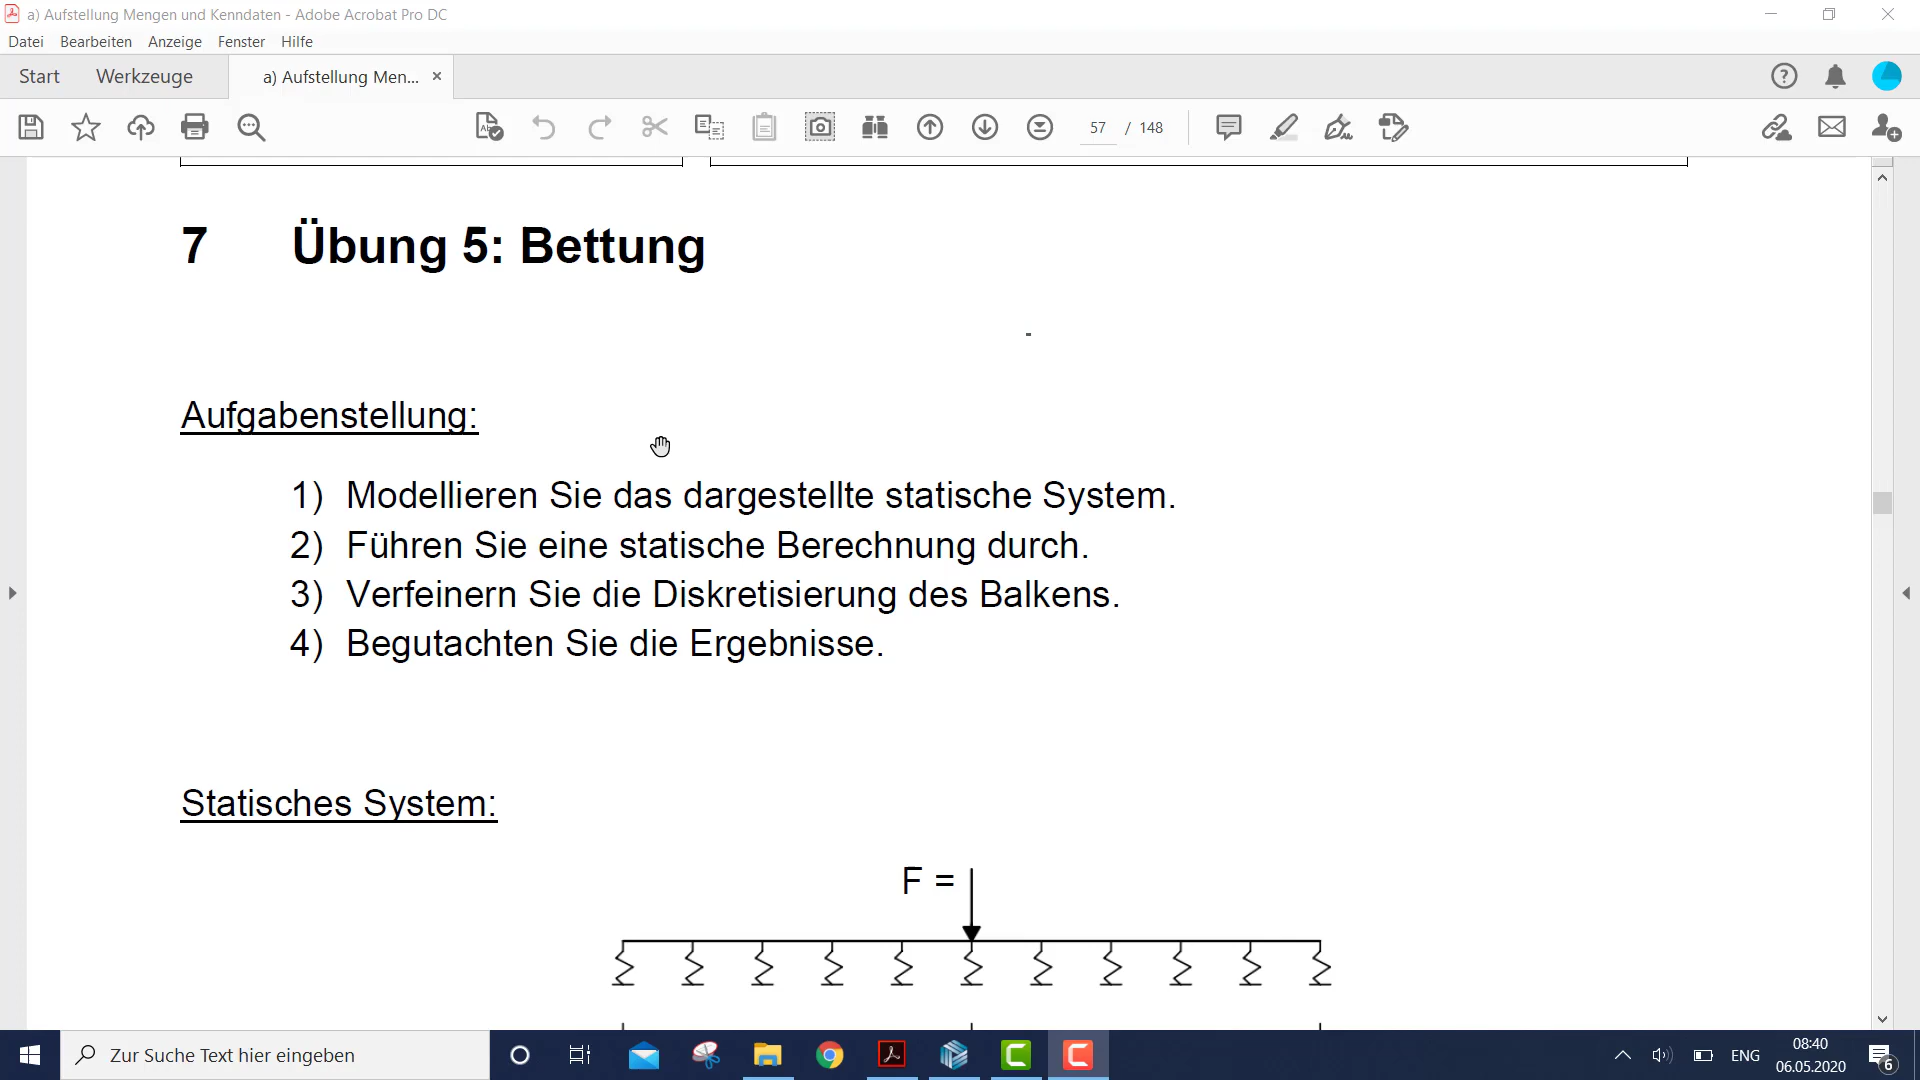 a) Aufstellung Mengen und Kenndaten - Adobe Acrobat Pro DC
Datei Bearbeiten Anzeige Fenster Hilfe
Start Werkzeuge a) Aufstellung Men... ×
57 / 148
7 Übung 5: Bettung
-
Aufgabenstellung:
1) Modellieren Sie das dargestellte statische System.
2) Führen Sie eine statische Berechnung durch.
3) Verfeinern Sie die Diskretisierung des Balkens.
4) Begutachten Sie die Ergebnisse.
Statisches System:
F =
Zur Suche Text hier eingeben
ENG
08:40
06.05.2020
6